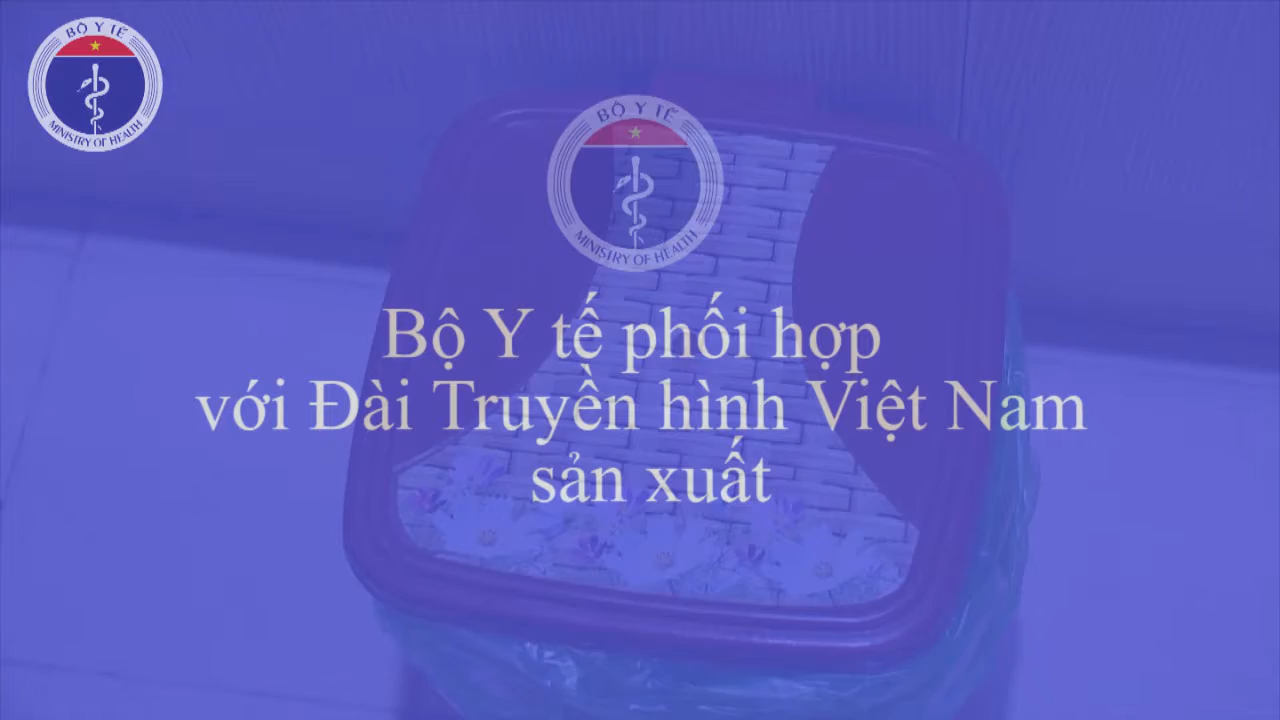 BỘ Y TẾ
MINISTRY OF HEALTH
BỘ Y TẾ
MINISTRY OF HEALTH
Bộ Y tế phối hợp
với Đài Truyền hình Việt Nam
sản xuất